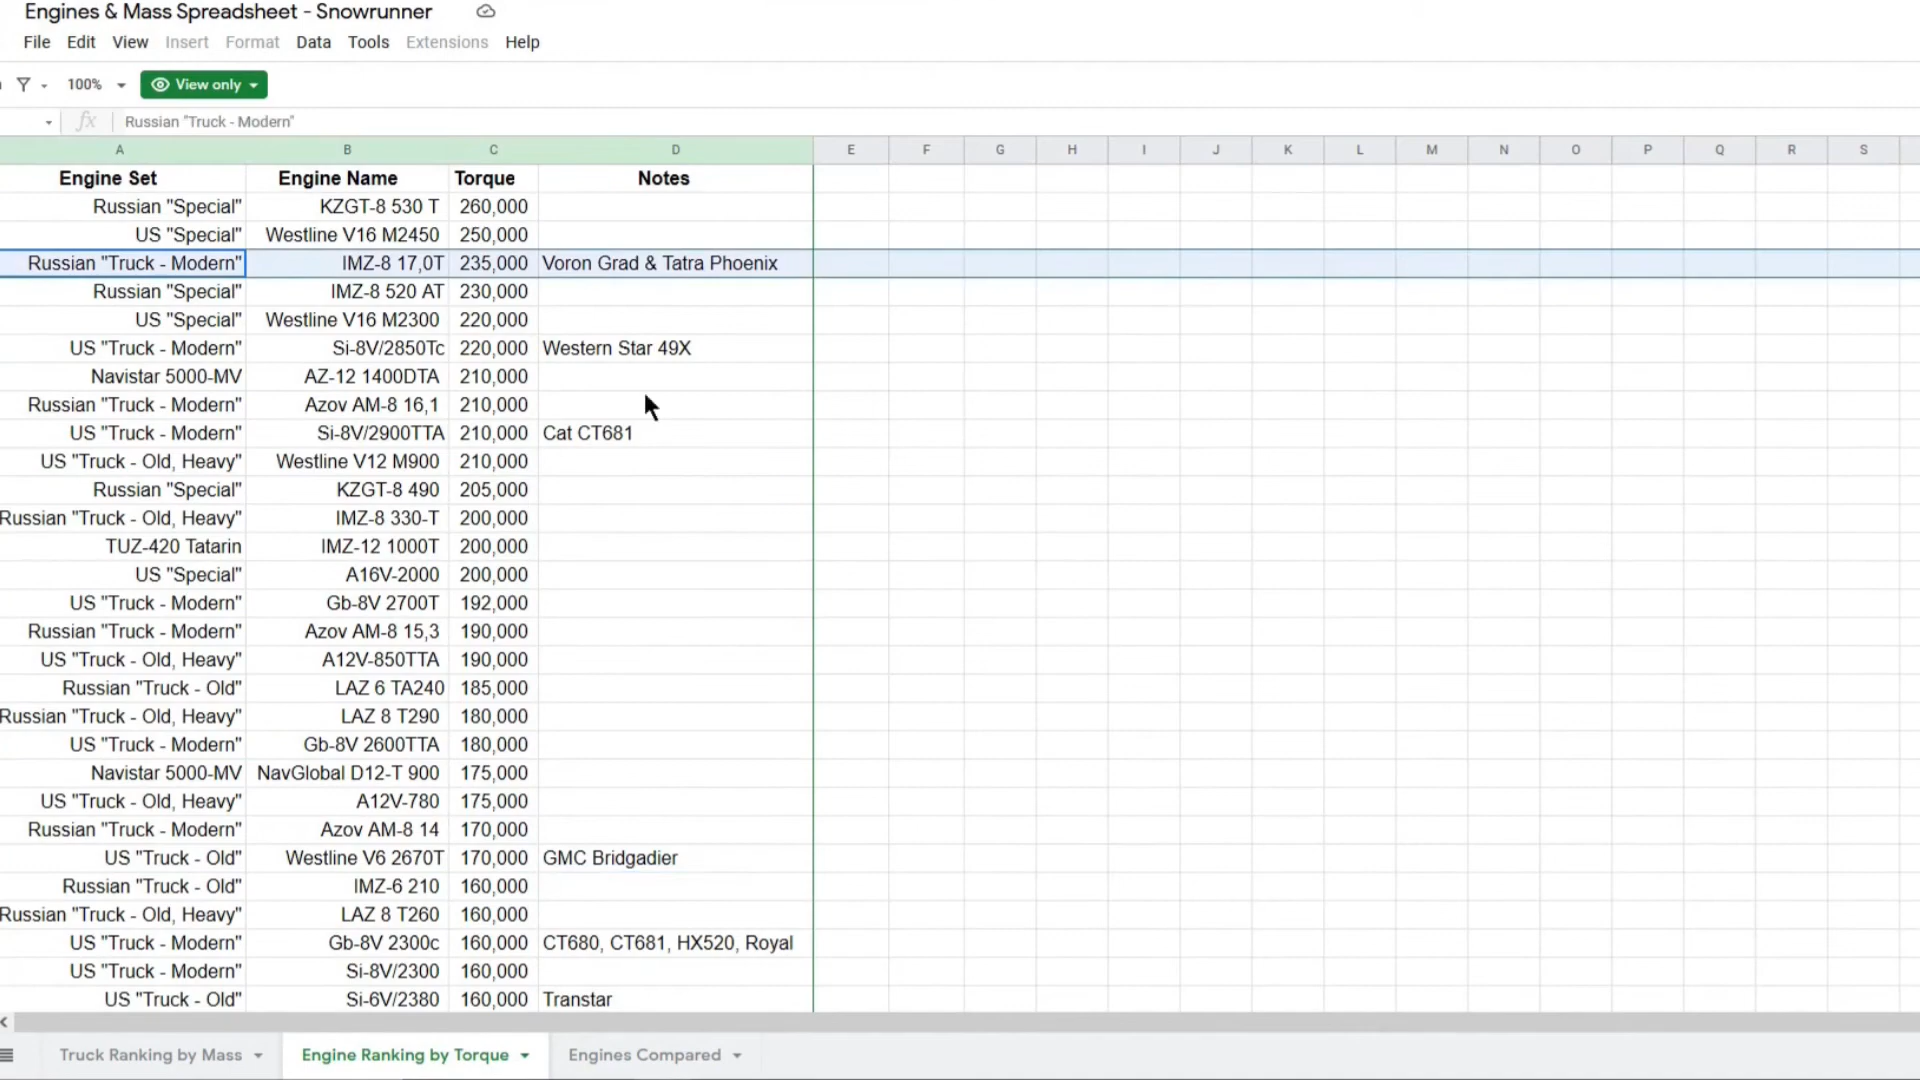 Engines & Mass Spreadsheet - Snowrunner
File Edit View Insert Format Data Tools Extensions Help
100% View only
fx Russian "Truck - Modern"
A B C D E F G H I J K L M N O P Q R S
Engine Set Engine Name Torque Notes
Russian "Special" KZGT-8 530 T 260,000
US "Special" Westline V16 M2450 250,000
Russian "Truck - Modern" IMZ-8 17,0T 235,000 Voron Grad & Tatra Phoenix
Russian "Special" IMZ-8 520 AT 230,000
US "Special" Westline V16 M2300 220,000
US "Truck - Modern" Si-8V/2850Tc 220,000 Western Star 49X
Navistar 5000-MV AZ-12 1400DTA 210,000
Russian "Truck - Modern" Azov AM-8 16,1 210,000
US "Truck - Modern" Si-8V/2900TTA 210,000 Cat CT681
US "Truck - Old, Heavy" Westline V12 M900 210,000
Russian "Special" KZGT-8 490 205,000
Russian "Truck - Old, Heavy" IMZ-8 330-T 200,000
TUZ-420 Tatarin IMZ-12 1000T 200,000
US "Special" A16V-2000 200,000
US "Truck - Modern" Gb-8V 2700T 192,000
Russian "Truck - Modern" Azov AM-8 15,3 190,000
US "Truck - Old, Heavy" A12V-850TTA 190,000
Russian "Truck - Old" LAZ 6 TA240 185,000
Russian "Truck - Old, Heavy" LAZ 8 T290 180,000
US "Truck - Modern" Gb-8V 2600TTA 180,000
Navistar 5000-MV NavGlobal D12-T 900 175,000
US "Truck - Old, Heavy" A12V-780 175,000
Russian "Truck - Modern" Azov AM-8 14 170,000
US "Truck - Old" Westline V6 2670T 170,000 GMC Bridgadier
Russian "Truck - Old" IMZ-6 210 160,000
Russian "Truck - Old, Heavy" LAZ 8 T260 160,000
US "Truck - Modern" Gb-8V 2300c 160,000 CT680, CT681, HX520, Royal
US "Truck - Modern" Si-8V/2300 160,000
US "Truck - Old" Si-6V/2380 160,000 Transtar
Truck Ranking by Mass Engine Ranking by Torque Engines Compared